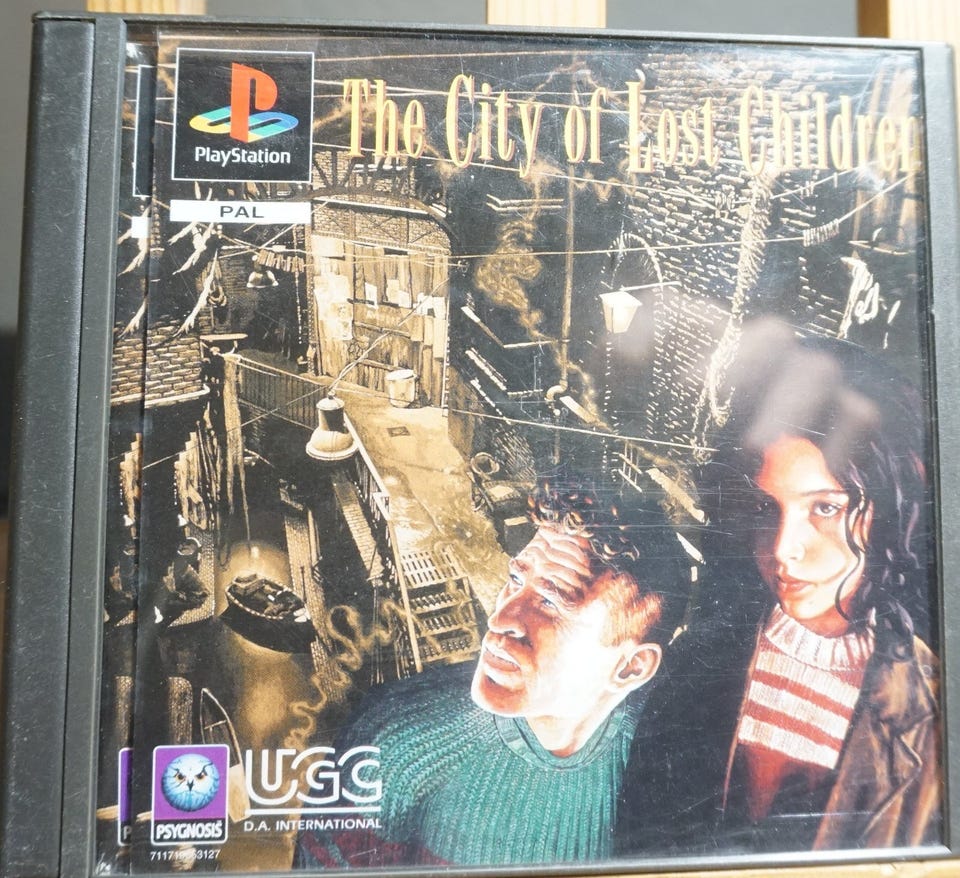 The City of Lost Children
PlayStation
PAL
PSYGNOSIS
UGC
D.A. INTERNATIONAL